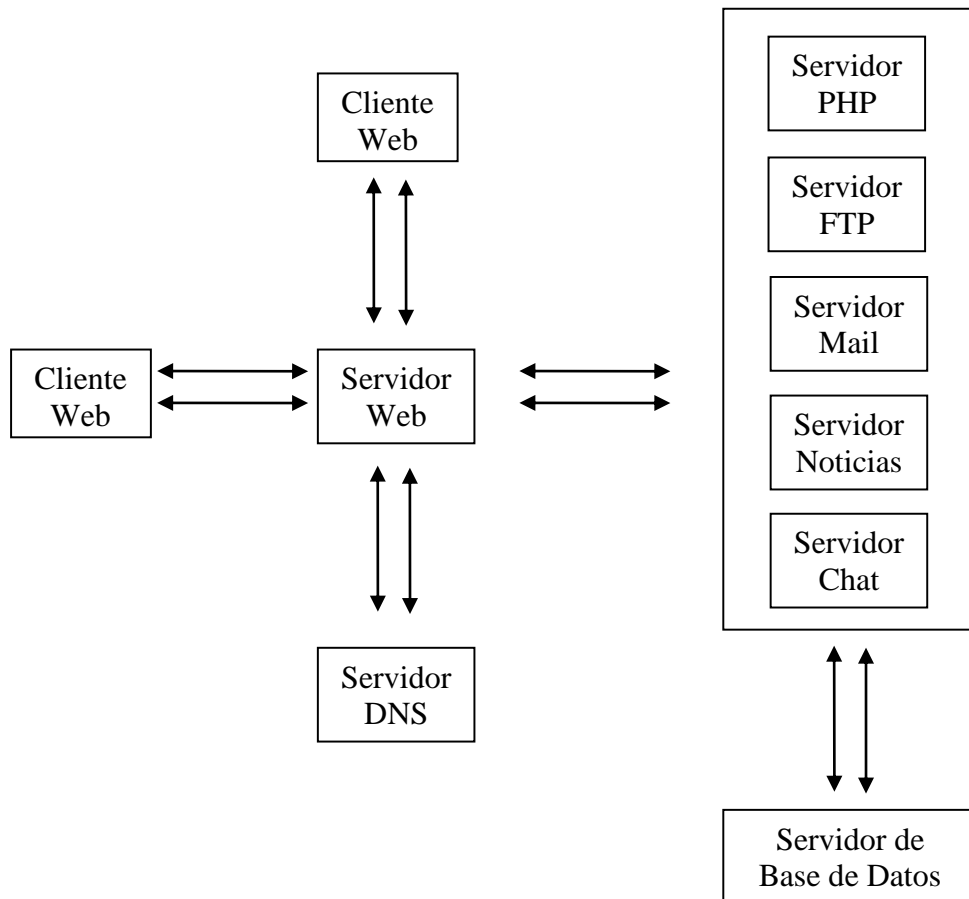 Cliente
Web
Cliente
Web
Servidor
Web
Servidor
DNS
Servidor
PHP
Servidor
FTP
Servidor
Mail
Servidor
Noticias
Servidor
Chat
Servidor de
Base de Datos